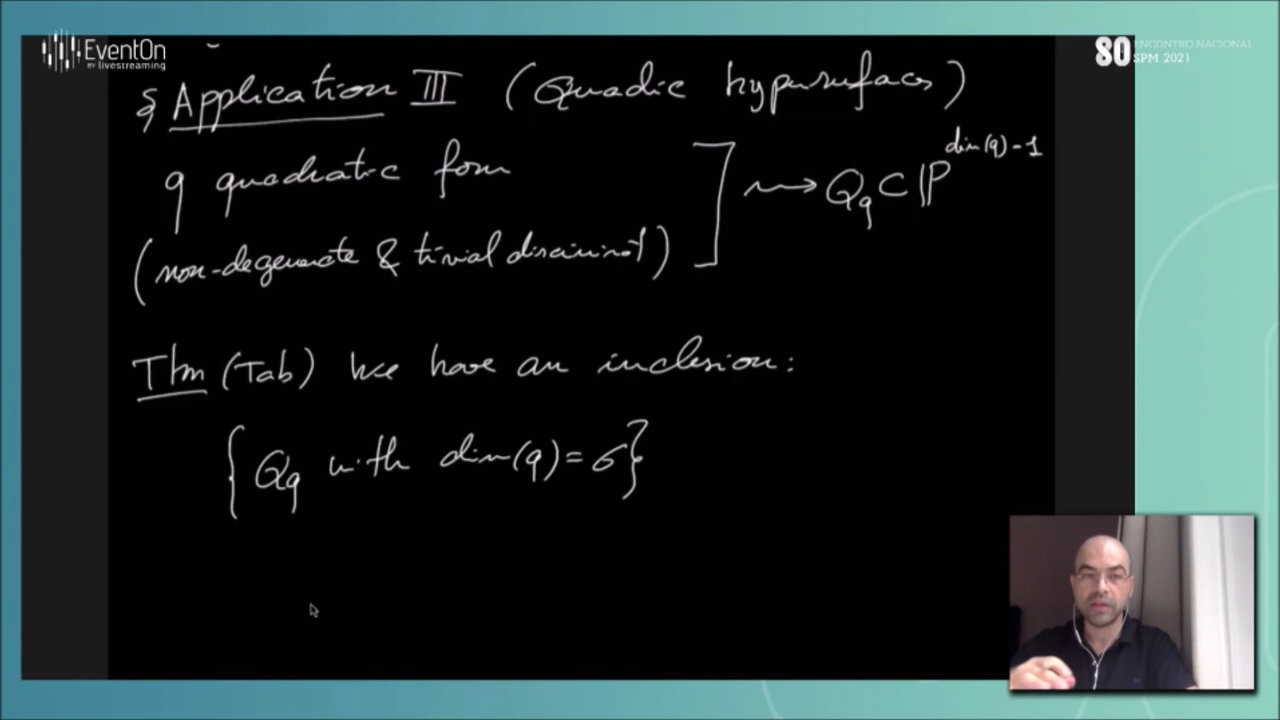 EventOn
BY livestreaming
80 ENCONTRO NACIONAL
SPM 2021
§ Application III (Quadic hypersurfaces)
q quadratic form
⟿ Q_q ⊂ ℙ^{dim(q)-1}
(non-degenerate & trivial discriminant)
Thm (Tab) We have an inclusion:
{Q_q with dim(q) = 6}